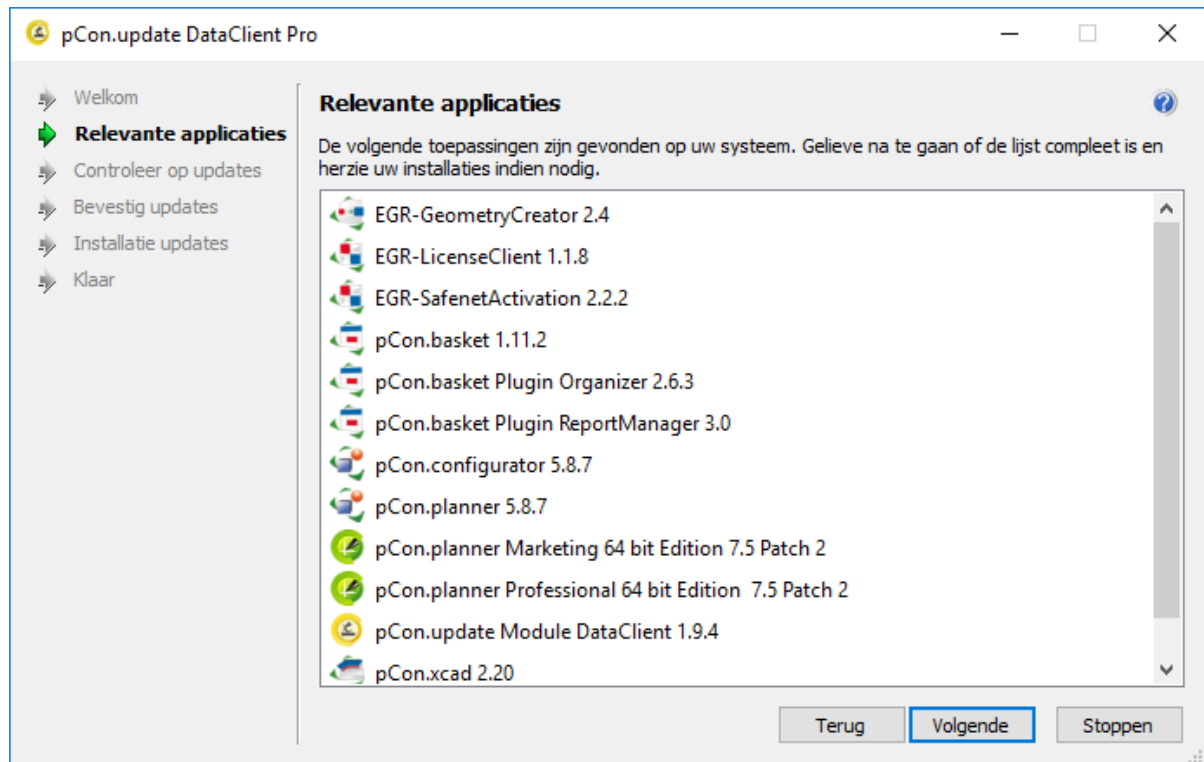 pCon.update DataClient Pro
Welkom
Relevante applicaties
Controleer op updates
Bevestig updates
Installatie updates
Klaar
Relevante applicaties
De volgende toepassingen zijn gevonden op uw systeem. Gelieve na te gaan of de lijst compleet is en
herzie uw installaties indien nodig.
EGR-GeometryCreator 2.4
EGR-LicenseClient 1.1.8
EGR-SafenetActivation 2.2.2
pCon.basket 1.11.2
pCon.basket Plugin Organizer 2.6.3
pCon.basket Plugin ReportManager 3.0
pCon.configurator 5.8.7
pCon.planner 5.8.7
pCon.planner Marketing 64 bit Edition 7.5 Patch 2
pCon.planner Professional 64 bit Edition  7.5 Patch 2
pCon.update Module DataClient 1.9.4
pCon.xcad 2.20
Terug
Volgende
Stoppen